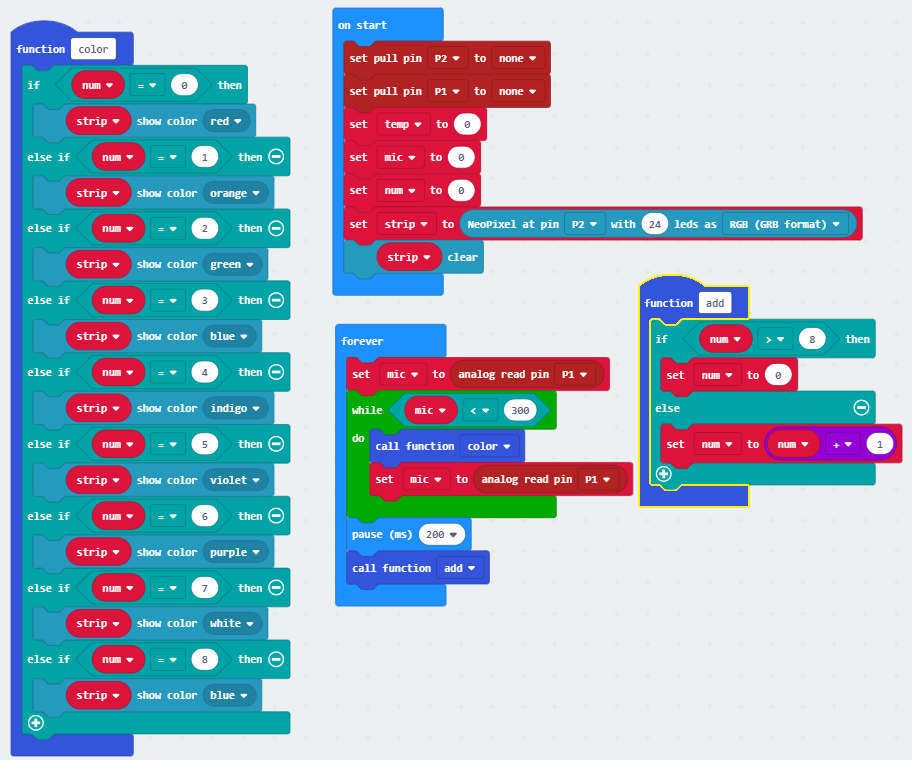 function color
if num = 0 then
strip show color red
else if num = 1 then
strip show color orange
else if num = 2 then
strip show color green
else if num = 3 then
strip show color blue
else if num = 4 then
strip show color indigo
else if num = 5 then
strip show color violet
else if num = 6 then
strip show color purple
else if num = 7 then
strip show color white
else if num = 8 then
strip show color blue
on start
set pull pin P2 to none
set pull pin P1 to none
set temp to 0
set mic to 0
set num to 0
set strip to NeoPixel at pin P2 with 24 leds as RGB (GRB format)
strip clear
forever
set mic to analog read pin P1
while mic < 300
do call function color
set mic to analog read pin P1
pause (ms) 200
call function add
function add
if num > 8 then
set num to 0
else
set num to num + 1